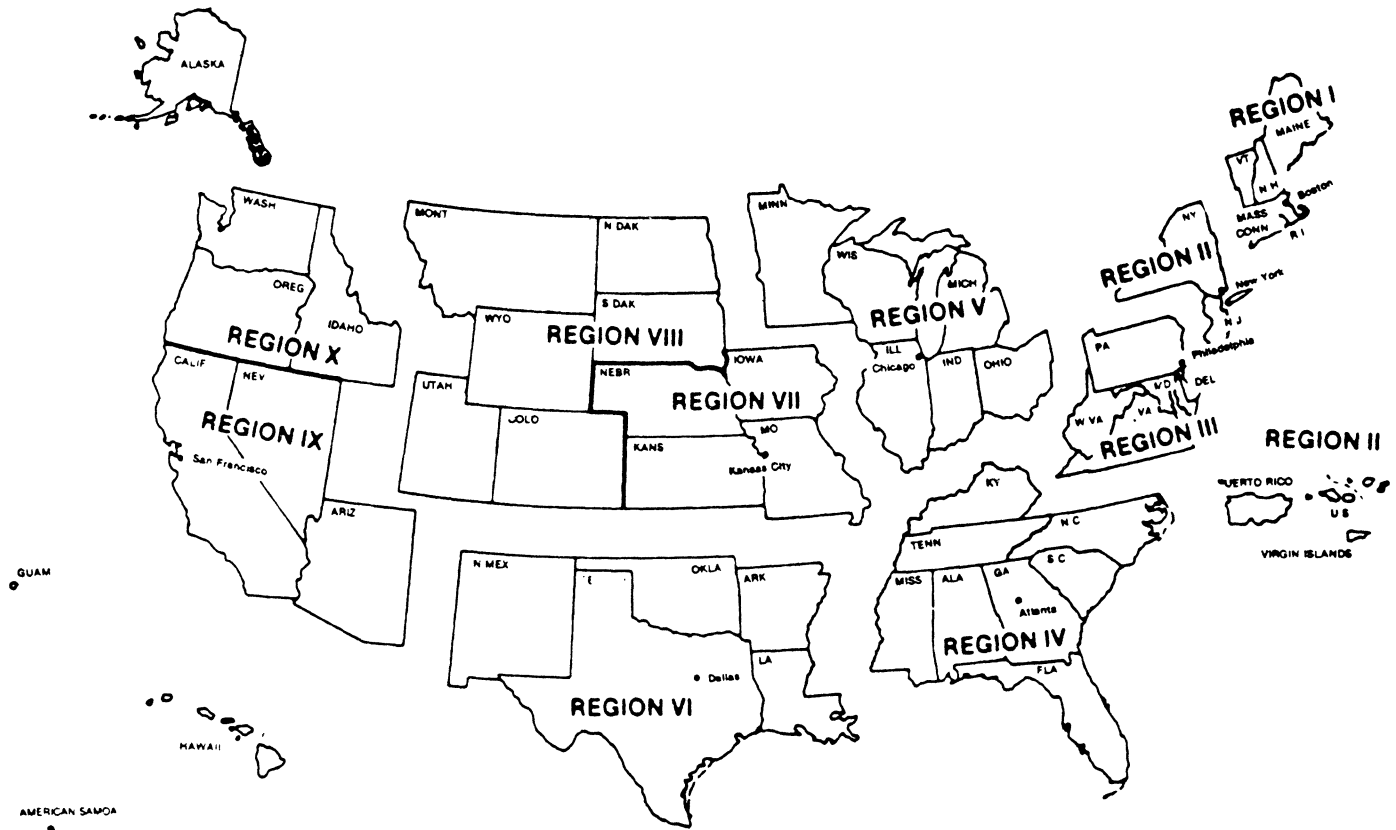 ALASKA
REGION I
MAINE
VT
N H
Boston
MASS
CONN
R I
WASH
OREG
IDAHO
REGION X
MONT
N DAK
S DAK
WYO
REGION VIII
UTAH
COLO
MINN
WIS
MICH
REGION V
ILL
Chicago
IND
OHIO
NY
REGION II
New York
N J
PA
Philadelphia
MD
DEL
W VA
VA
REGION III
REGION II
PUERTO RICO
U S
VIRGIN ISLANDS
CALIF
NEV
REGION IX
San Francisco
ARIZ
IOWA
NEBR
REGION VII
KANS
MO
Kansas City
KY
TENN
N C
S C
MISS
ALA
GA
Atlanta
REGION IV
FLA
N MEX
OKLA
ARK
LA
Dallas
REGION VI
GUAM
HAWAII
AMERICAN SAMOA